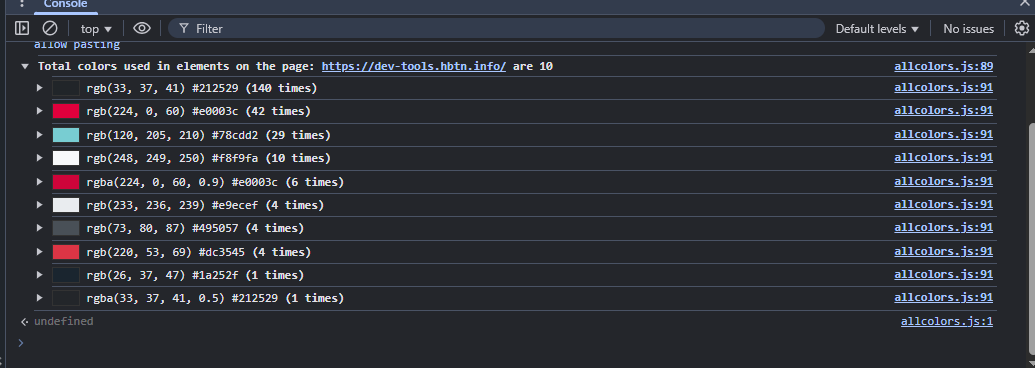 Console
top
Filter
Default levels
No issues
allow pasting
Total colors used in elements on the page: https://dev-tools.hbtn.info/ are 10 allcolors.js:89
rgb(33, 37, 41) #212529 (140 times) allcolors.js:91
rgb(224, 0, 60) #e0003c (42 times) allcolors.js:91
rgb(120, 205, 210) #78cdd2 (29 times) allcolors.js:91
rgb(248, 249, 250) #f8f9fa (10 times) allcolors.js:91
rgba(224, 0, 60, 0.9) #e0003c (6 times) allcolors.js:91
rgb(233, 236, 239) #e9ecef (4 times) allcolors.js:91
rgb(73, 80, 87) #495057 (4 times) allcolors.js:91
rgb(220, 53, 69) #dc3545 (4 times) allcolors.js:91
rgb(26, 37, 47) #1a252f (1 times) allcolors.js:91
rgba(33, 37, 41, 0.5) #212529 (1 times) allcolors.js:91
undefined allcolors.js:1